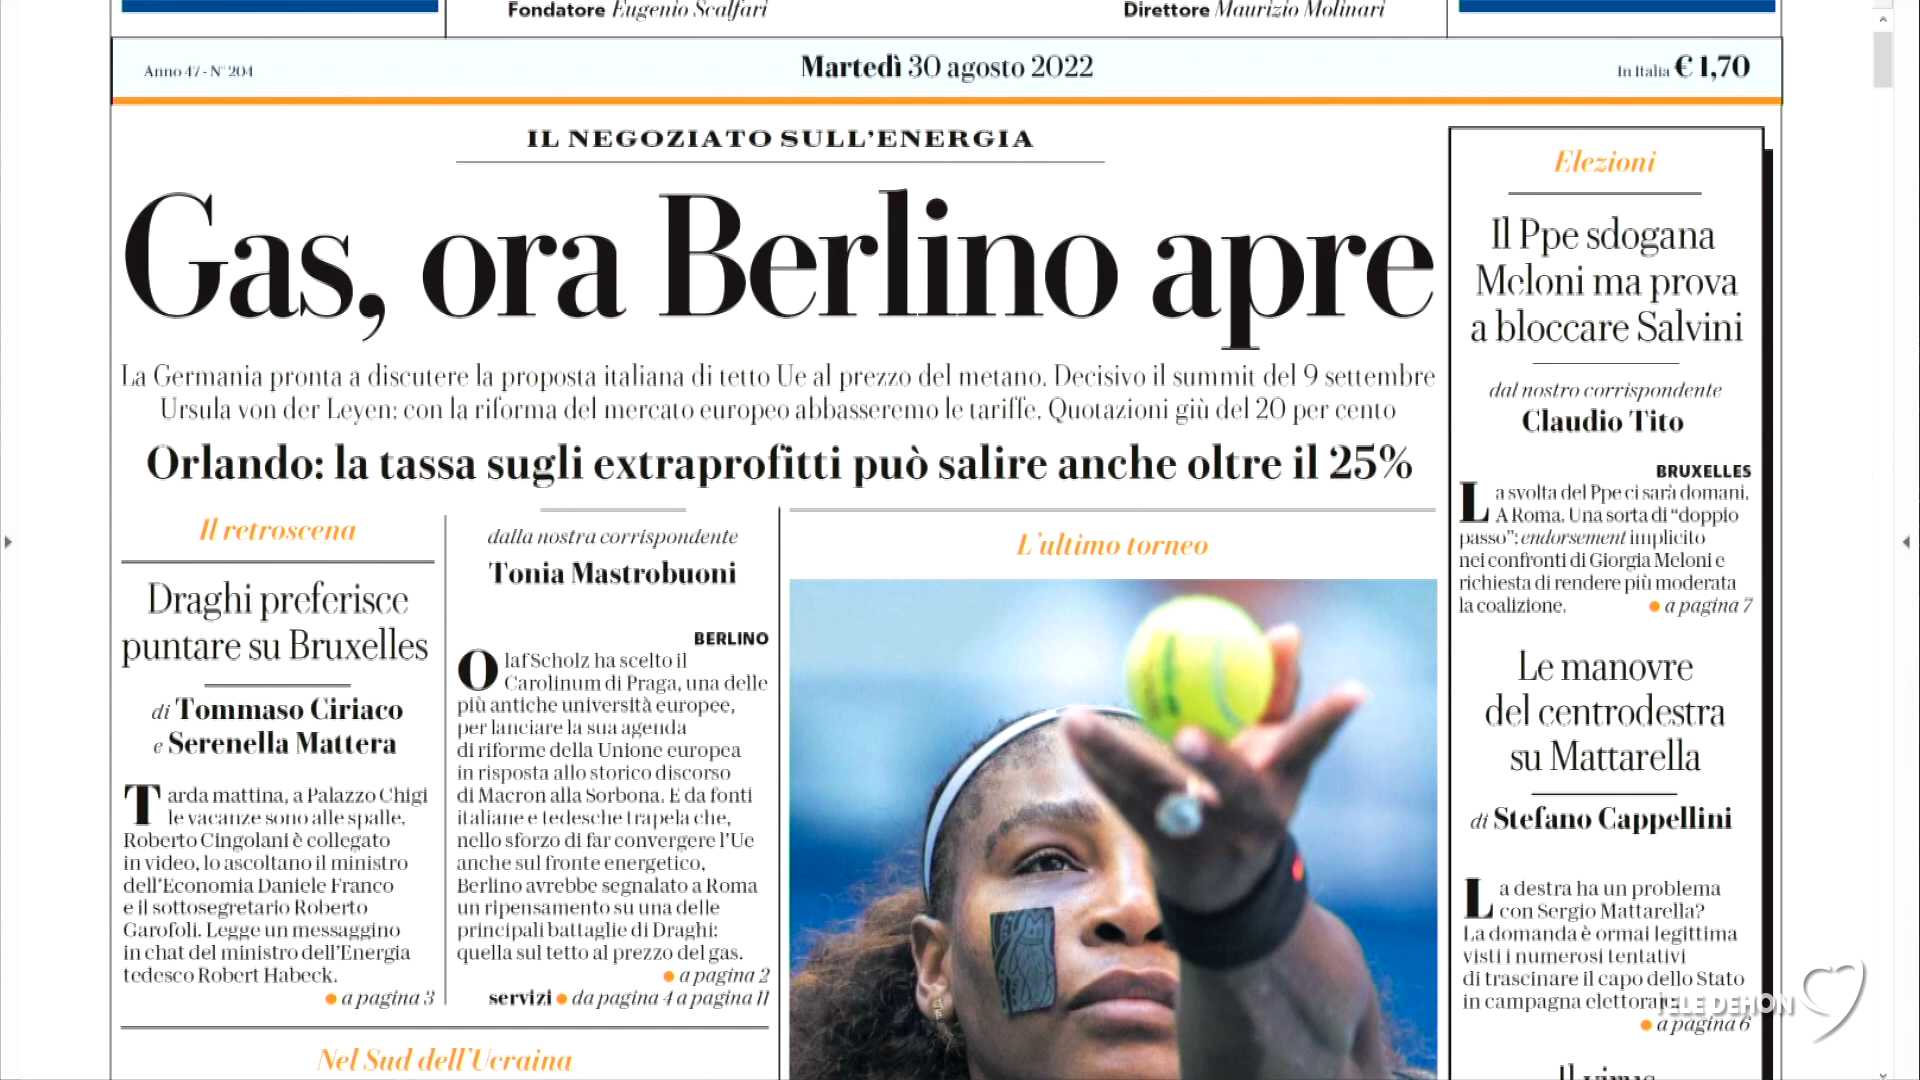 Fondatore Eugenio Scalfari
Direttore Maurizio Molinari
Anno 47 - N° 204
Martedì 30 agosto 2022
In Italia € 1,70
IL NEGOZIATO SULL'ENERGIA
Gas, ora Berlino apre
La Germania pronta a discutere la proposta italiana di tetto Ue al prezzo del metano. Decisivo il summit del 9 settembre
Ursula von der Leyen: con la riforma del mercato europeo abbasseremo le tariffe. Quotazioni giù del 20 per cento
Orlando: la tassa sugli extraprofitti può salire anche oltre il 25%
Il retroscena
Draghi preferisce
puntare su Bruxelles
di Tommaso Ciriaco
e Serenella Mattera
Tarda mattina, a Palazzo Chigi
le vacanze sono alle spalle.
Roberto Cingolani è collegato
in video, lo ascoltano il ministro
dell'Economia Daniele Franco
e il sottosegretario Roberto
Garofoli. Legge un messaggino
in chat del ministro dell'Energia
tedesco Robert Habeck.
a pagina 3
dalla nostra corrispondente
Tonia Mastrobuoni
BERLINO
Olaf Scholz ha scelto il
Carolinum di Praga, una delle
più antiche università europee,
per lanciare la sua agenda
di riforme della Unione europea
in risposta allo storico discorso
di Macron alla Sorbona. E da fonti
italiane e tedesche trapela che,
nello sforzo di far convergere l'Ue
anche sul fronte energetico,
Berlino avrebbe segnalato a Roma
un ripensamento su una delle
principali battaglie di Draghi:
quella sul tetto al prezzo del gas.
a pagina 2
servizi da pagina 4 a pagina 11
Nel Sud dell'Ucraina
L'ultimo torneo
Elezioni
Il Ppe sdogana
Meloni ma prova
a bloccare Salvini
dal nostro corrispondente
Claudio Tito
BRUXELLES
La svolta del Ppe ci sarà domani.
A Roma. Una sorta di "doppio
passo": endorsement implicito
nei confronti di Giorgia Meloni e
richiesta di rendere più moderata
la coalizione.
a pagina 7
Le manovre
del centrodestra
su Mattarella
di Stefano Cappellini
La destra ha un problema
con Sergio Mattarella?
La domanda è ormai legittima
visti i numerosi tentativi
di trascinare il capo dello Stato
in campagna elettorale.
a pagina 6
Il virus
TELE DEHON